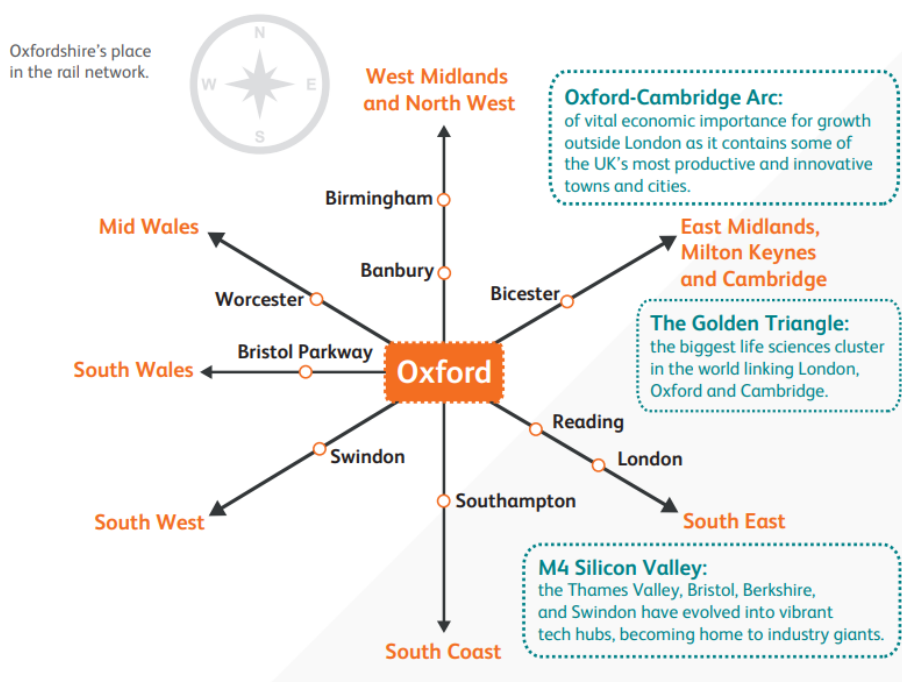 Oxfordshire’s place
in the rail network.
N
W
E
S
West Midlands
and North West
Oxford-Cambridge Arc:
of vital economic importance for growth
outside London as it contains some of
the UK’s most productive and innovative
towns and cities.
Birmingham
Mid Wales
East Midlands,
Milton Keynes
and Cambridge
Banbury
Worcester
Bicester
The Golden Triangle:
the biggest life sciences cluster
in the world linking London,
Oxford and Cambridge.
Bristol Parkway
South Wales
Oxford
Reading
Swindon
London
Southampton
South West
South East
M4 Silicon Valley:
the Thames Valley, Bristol, Berkshire,
and Swindon have evolved into vibrant
tech hubs, becoming home to industry giants.
South Coast